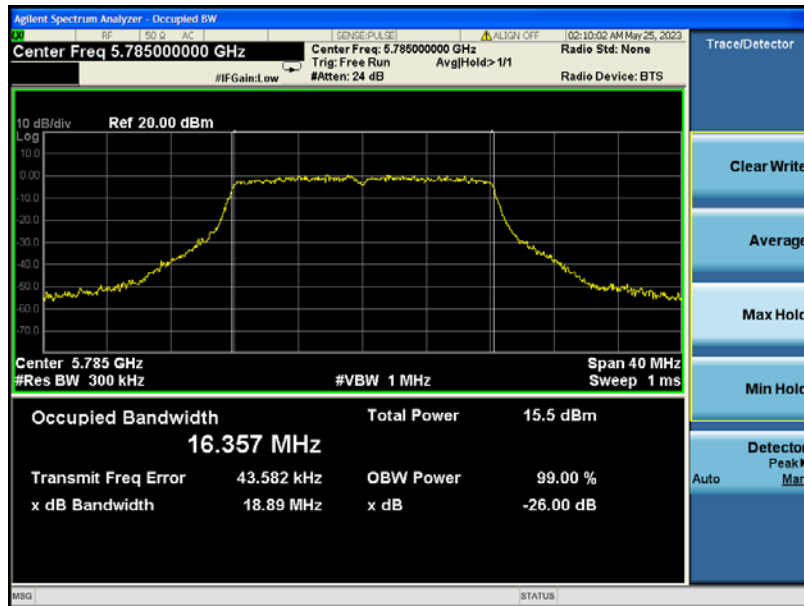 Agilent Spectrum Analyzer - Occupied BW
LXI RF 50 Ω AC SENSE:PULSE ALIGN OFF 02:10:02 AM May 25, 2023
Center Freq 5.785000000 GHz
Center Freq: 5.785000000 GHz
Radio Std: None
Trig: Free Run Avg|Hold:>1/1
#IFGain:Low
#Atten: 24 dB
Radio Device: BTS
Trace/Detector
10 dB/div Ref 20.00 dBm
Log
10.0
0.00
-10.0
-20.0
-30.0
-40.0
-50.0
-60.0
-70.0
Center 5.785 GHz Span 40 MHz
#Res BW 300 kHz #VBW 1 MHz Sweep 1 ms
Occupied Bandwidth Total Power 15.5 dBm
16.357 MHz
Transmit Freq Error 43.582 kHz OBW Power 99.00 %
x dB Bandwidth 18.89 MHz x dB -26.00 dB
Clear Write
Average
Max Hold
Min Hold
Detector
Peak
Auto Man
MSG STATUS